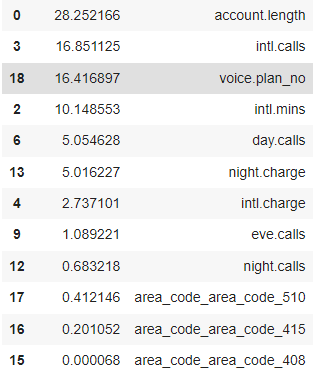 0 28.252166 account.length
3 16.851125 intl.calls
18 16.416897 voice.plan_no
2 10.148553 intl.mins
6 5.054628 day.calls
13 5.016227 night.charge
4 2.737101 intl.charge
9 1.089221 eve.calls
12 0.683218 night.calls
17 0.412146 area_code_area_code_510
16 0.201052 area_code_area_code_415
15 0.000068 area_code_area_code_408